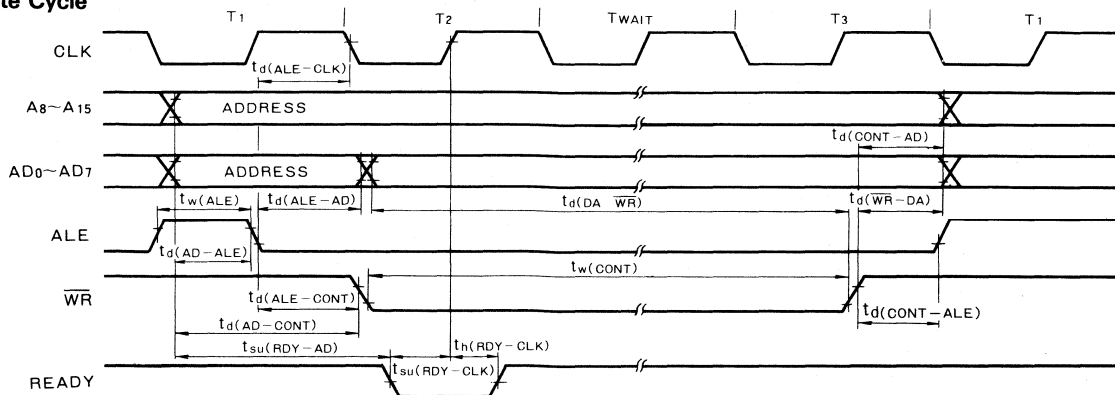 te Cycle
T1 T2 TWAIT T3 T1
CLK
td(ALE-CLK)
A8~A15 ADDRESS
td(CONT-AD)
AD0~AD7 ADDRESS
tw(ALE) td(ALE-AD) td(DA WR) td(WR-DA)
ALE
td(AD-ALE)
tw(CONT)
WR
td(ALE-CONT) td(CONT-ALE)
td(AD-CONT)
tsu(RDY-AD) th(RDY-CLK)
tsu(RDY-CLK)
READY